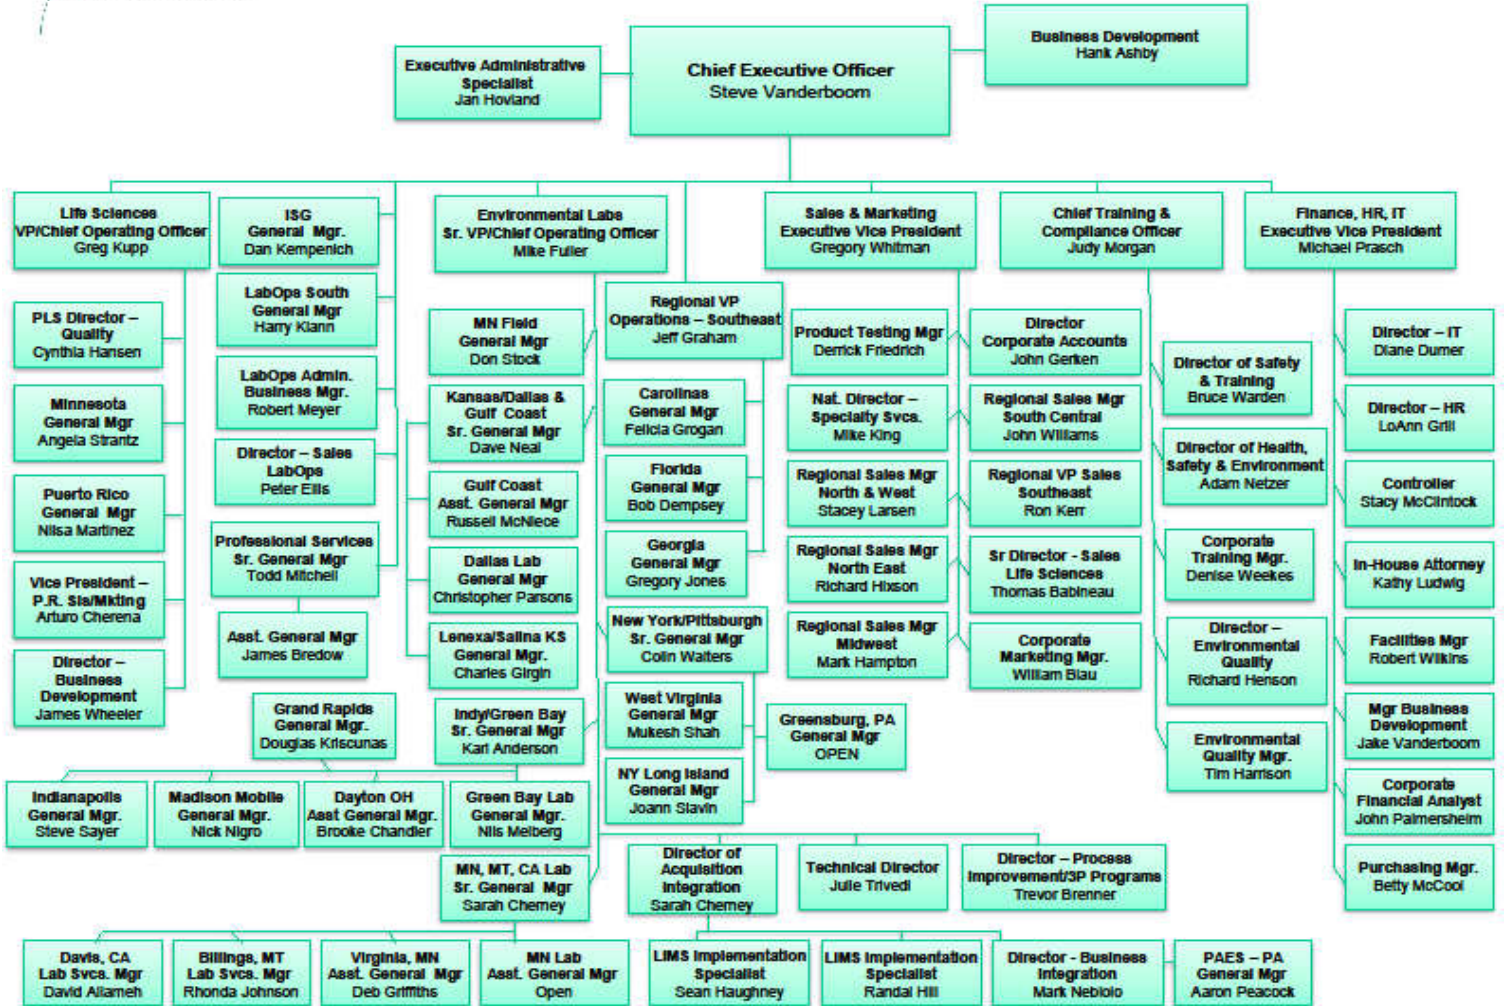 Business Development
Hank Ashby
Executive Administrative
Specialist
Jan Hovland
Chief Executive Officer
Steve Vanderboom
Life Sciences
VP/Chief Operating Officer
Greg Kupp
ISG
General Mgr.
Dan Kempenich
Environmental Labs
Sr. VP/Chief Operating Officer
Mike Fuller
Sales & Marketing
Executive Vice President
Gregory Whitman
Chief Training &
Compliance Officer
Judy Morgan
Finance, HR, IT
Executive Vice President
Michael Prasch
PLS Director –
Quality
Cynthia Hansen
Minnesota
General Mgr
Angela Strantz
Puerto Rico
General Mgr
Nilsa Martinez
Vice President –
P.R. Sls/Mkting
Arturo Cherena
Director –
Business
Development
James Wheeler
LabOps South
General Mgr
Harry Klann
LabOps Admin.
Business Mgr.
Robert Meyer
Director – Sales
LabOps
Peter Ellis
Professional Services
Sr. General Mgr
Todd Mitchell
Asst. General Mgr
James Bredow
MN Field
General Mgr
Don Stock
Kansas/Dallas &
Gulf Coast
Sr. General Mgr
Dave Neal
Gulf Coast
Asst. General Mgr
Russell McNiece
Dallas Lab
General Mgr
Christopher Parsons
Lenexa/Salina KS
General Mgr.
Charles Girgin
Indy/Green Bay
Sr. General Mgr
Karl Anderson
Regional VP
Operations – Southeast
Jeff Graham
Carolinas
General Mgr
Felicia Grogan
Florida
General Mgr
Bob Dempsey
Georgia
General Mgr
Gregory Jones
New York/Pittsburgh
Sr. General Mgr
Colin Walters
West Virginia
General Mgr
Mukesh Shah
NY Long Island
General Mgr
Joann Slavin
Greensburg, PA
General Mgr
OPEN
Product Testing Mgr
Derrick Friedrich
Nat. Director –
Specialty Svcs.
Mike King
Regional Sales Mgr
North & West
Stacey Larsen
Regional Sales Mgr
North East
Richard Hixson
Regional Sales Mgr
Midwest
Mark Hampton
Director
Corporate Accounts
John Gerken
Regional Sales Mgr
South Central
John Williams
Regional VP Sales
Southeast
Ron Kerr
Sr Director - Sales
Life Sciences
Thomas Babineau
Corporate
Marketing Mgr.
William Blau
Director of Safety
& Training
Bruce Warden
Director of Health,
Safety & Environment
Adam Netzer
Corporate
Training Mgr.
Denise Weekes
Director –
Environmental
Quality
Richard Henson
Environmental
Quality Mgr.
Tim Harrison
Director – IT
Diane Durner
Director – HR
LoAnn Grill
Controller
Stacy McClintock
In-House Attorney
Kathy Ludwig
Facilities Mgr
Robert Wilkins
Mgr Business
Development
Jake Vanderboom
Corporate
Financial Analyst
John Palmersheim
Purchasing Mgr.
Betty McCool
Grand Rapids
General Mgr.
Douglas Kriscunas
Indianapolis
General Mgr.
Steve Sayer
Madison Mobile
General Mgr.
Nick Nigro
Dayton OH
Asst General Mgr.
Brooke Chandler
Green Bay Lab
General Mgr.
Nils Melberg
MN, MT, CA Lab
Sr. General Mgr
Sarah Cherney
Director of
Acquisition
Integration
Sarah Cherney
Technical Director
Julie Trivedi
Director – Process
Improvement/3P Programs
Trevor Brenner
Davis, CA
Lab Svcs. Mgr
David Allameh
Billings, MT
Lab Svcs. Mgr
Rhonda Johnson
Virginia, MN
Asst. General Mgr
Deb Griffiths
MN Lab
Asst. General Mgr
Open
LIMS Implementation
Specialist
Sean Haughney
LIMS Implementation
Specialist
Randal Hill
Director - Business
Integration
Mark Nebiolo
PAES – PA
General Mgr
Aaron Peacock